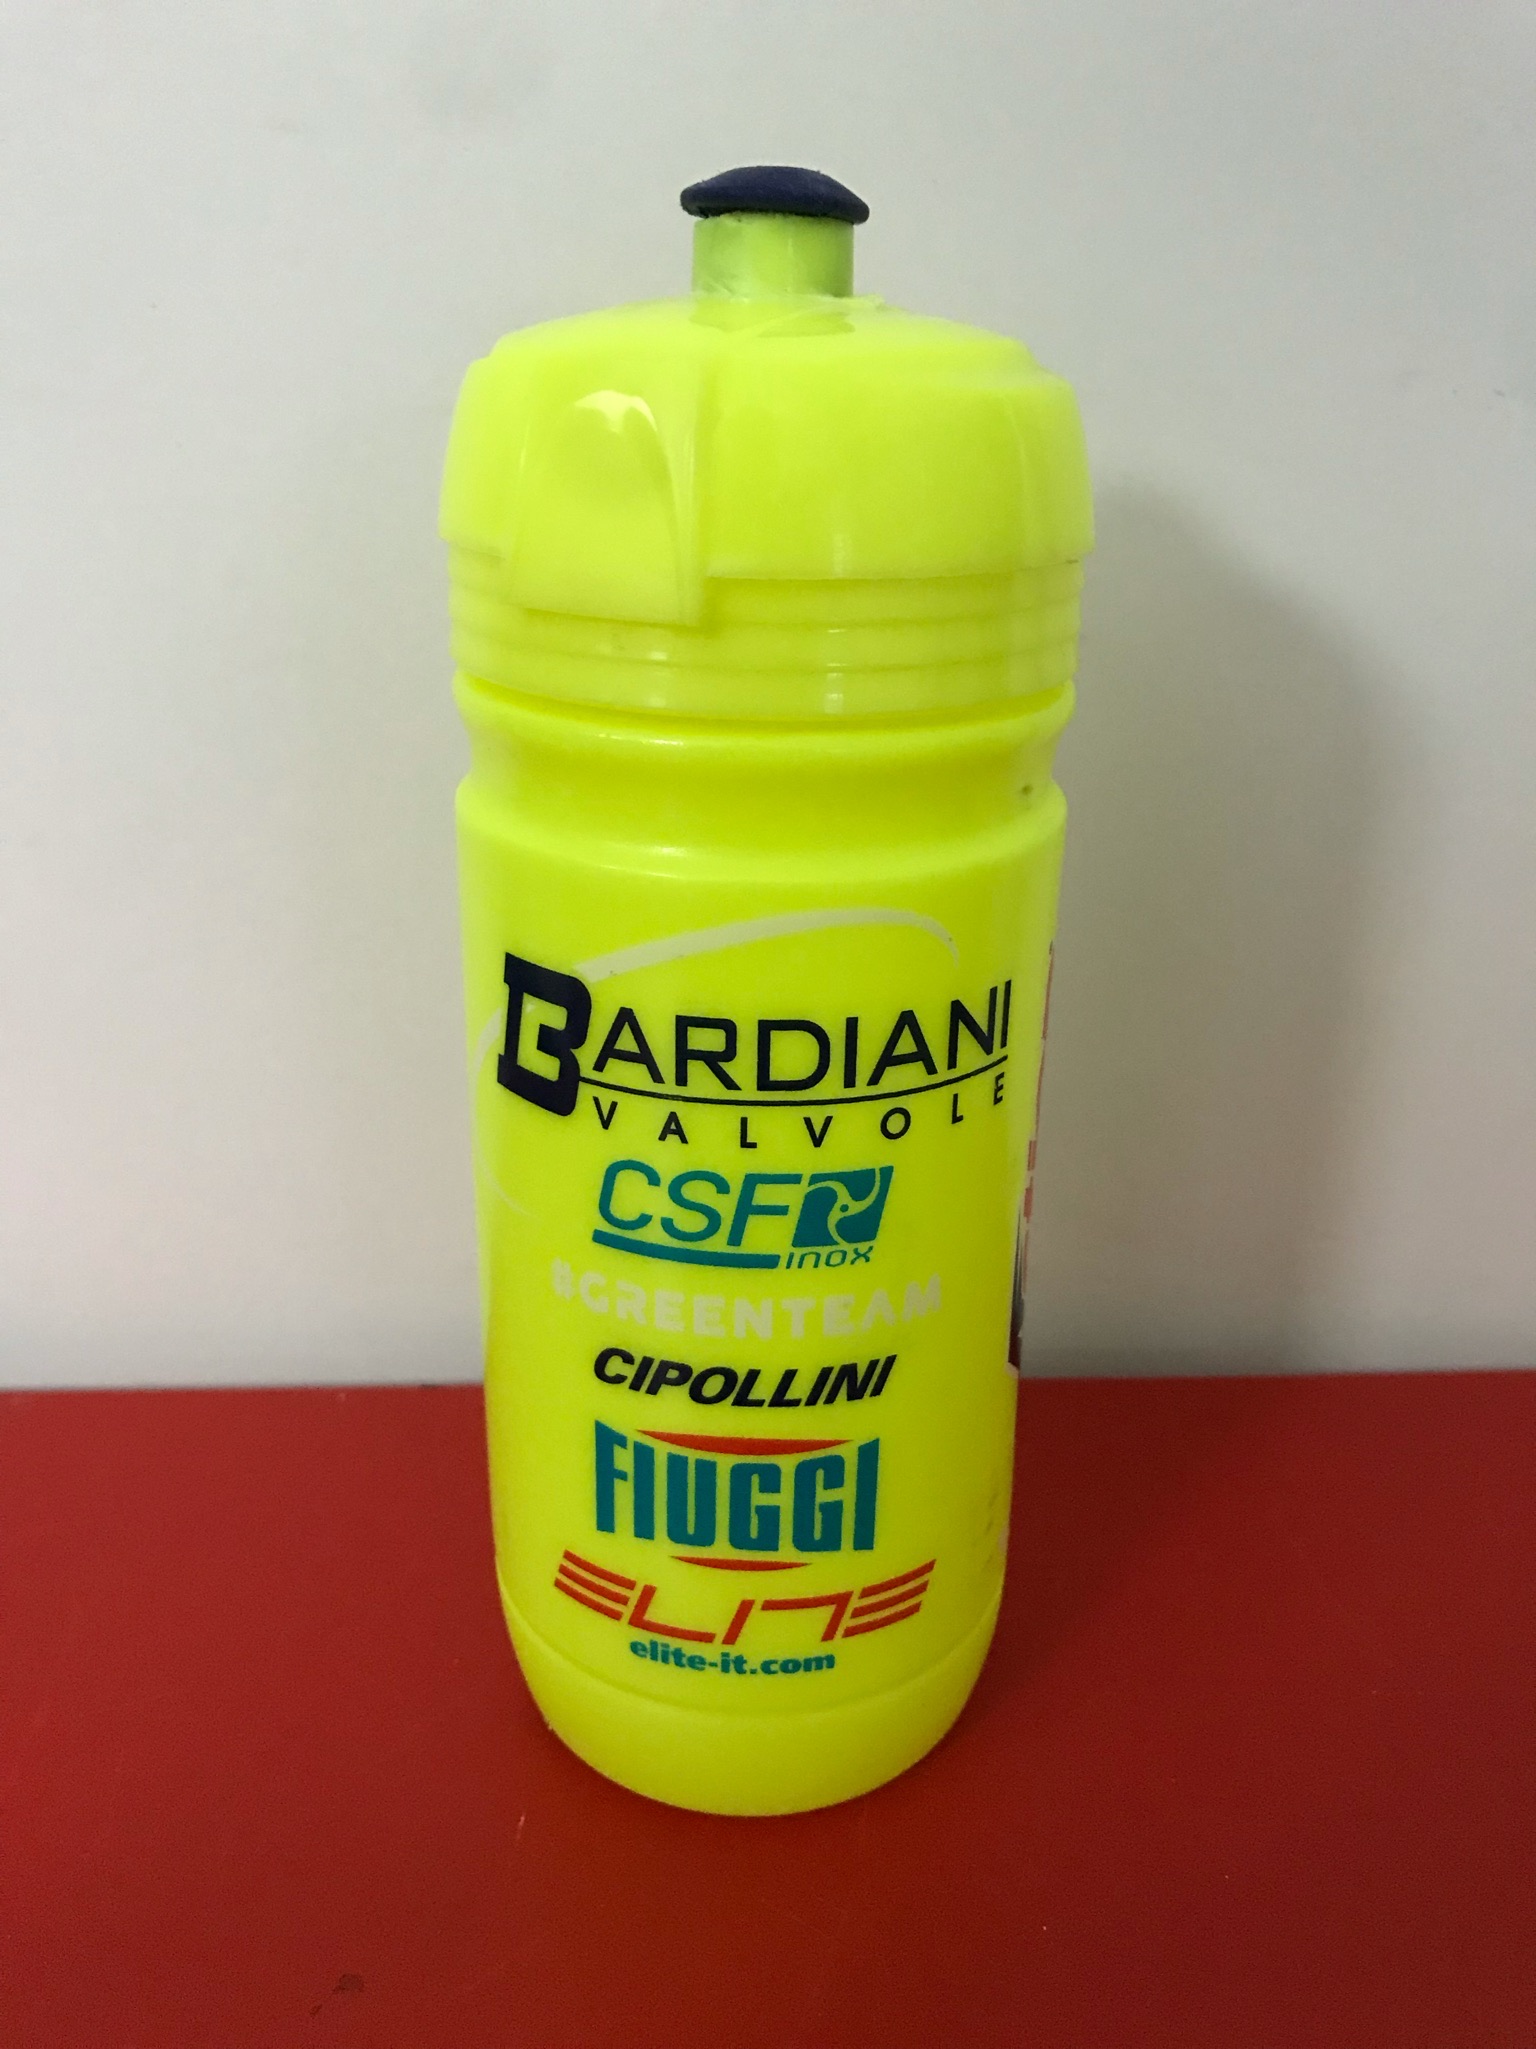 BARDIANI
VALVOLE
CSF
inox
#GREENTEAM
CIPOLLINI
FIUGGI
ELITE
elite-it.com